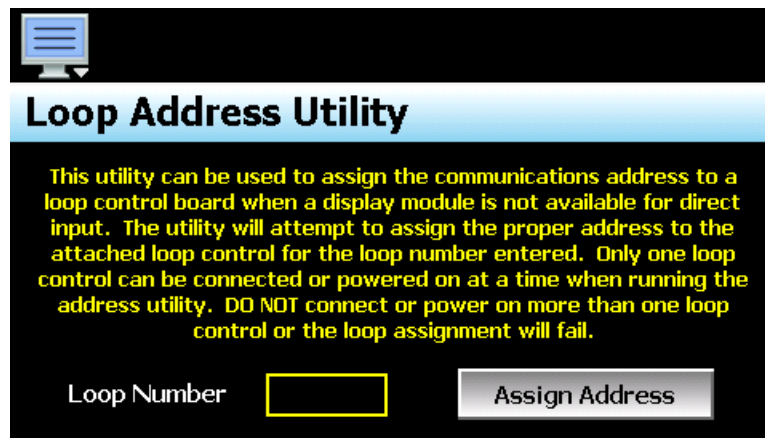 Loop Address Utility
This utility can be used to assign the communications address to a
loop control board when a display module is not available for direct
input. The utility will attempt to assign the proper address to the
attached loop control for the loop number entered. Only one loop
control can be connected or powered on at a time when running the
address utility. DO NOT connect or power on more than one loop
control or the loop assignment will fail.
Loop Number
Assign Address